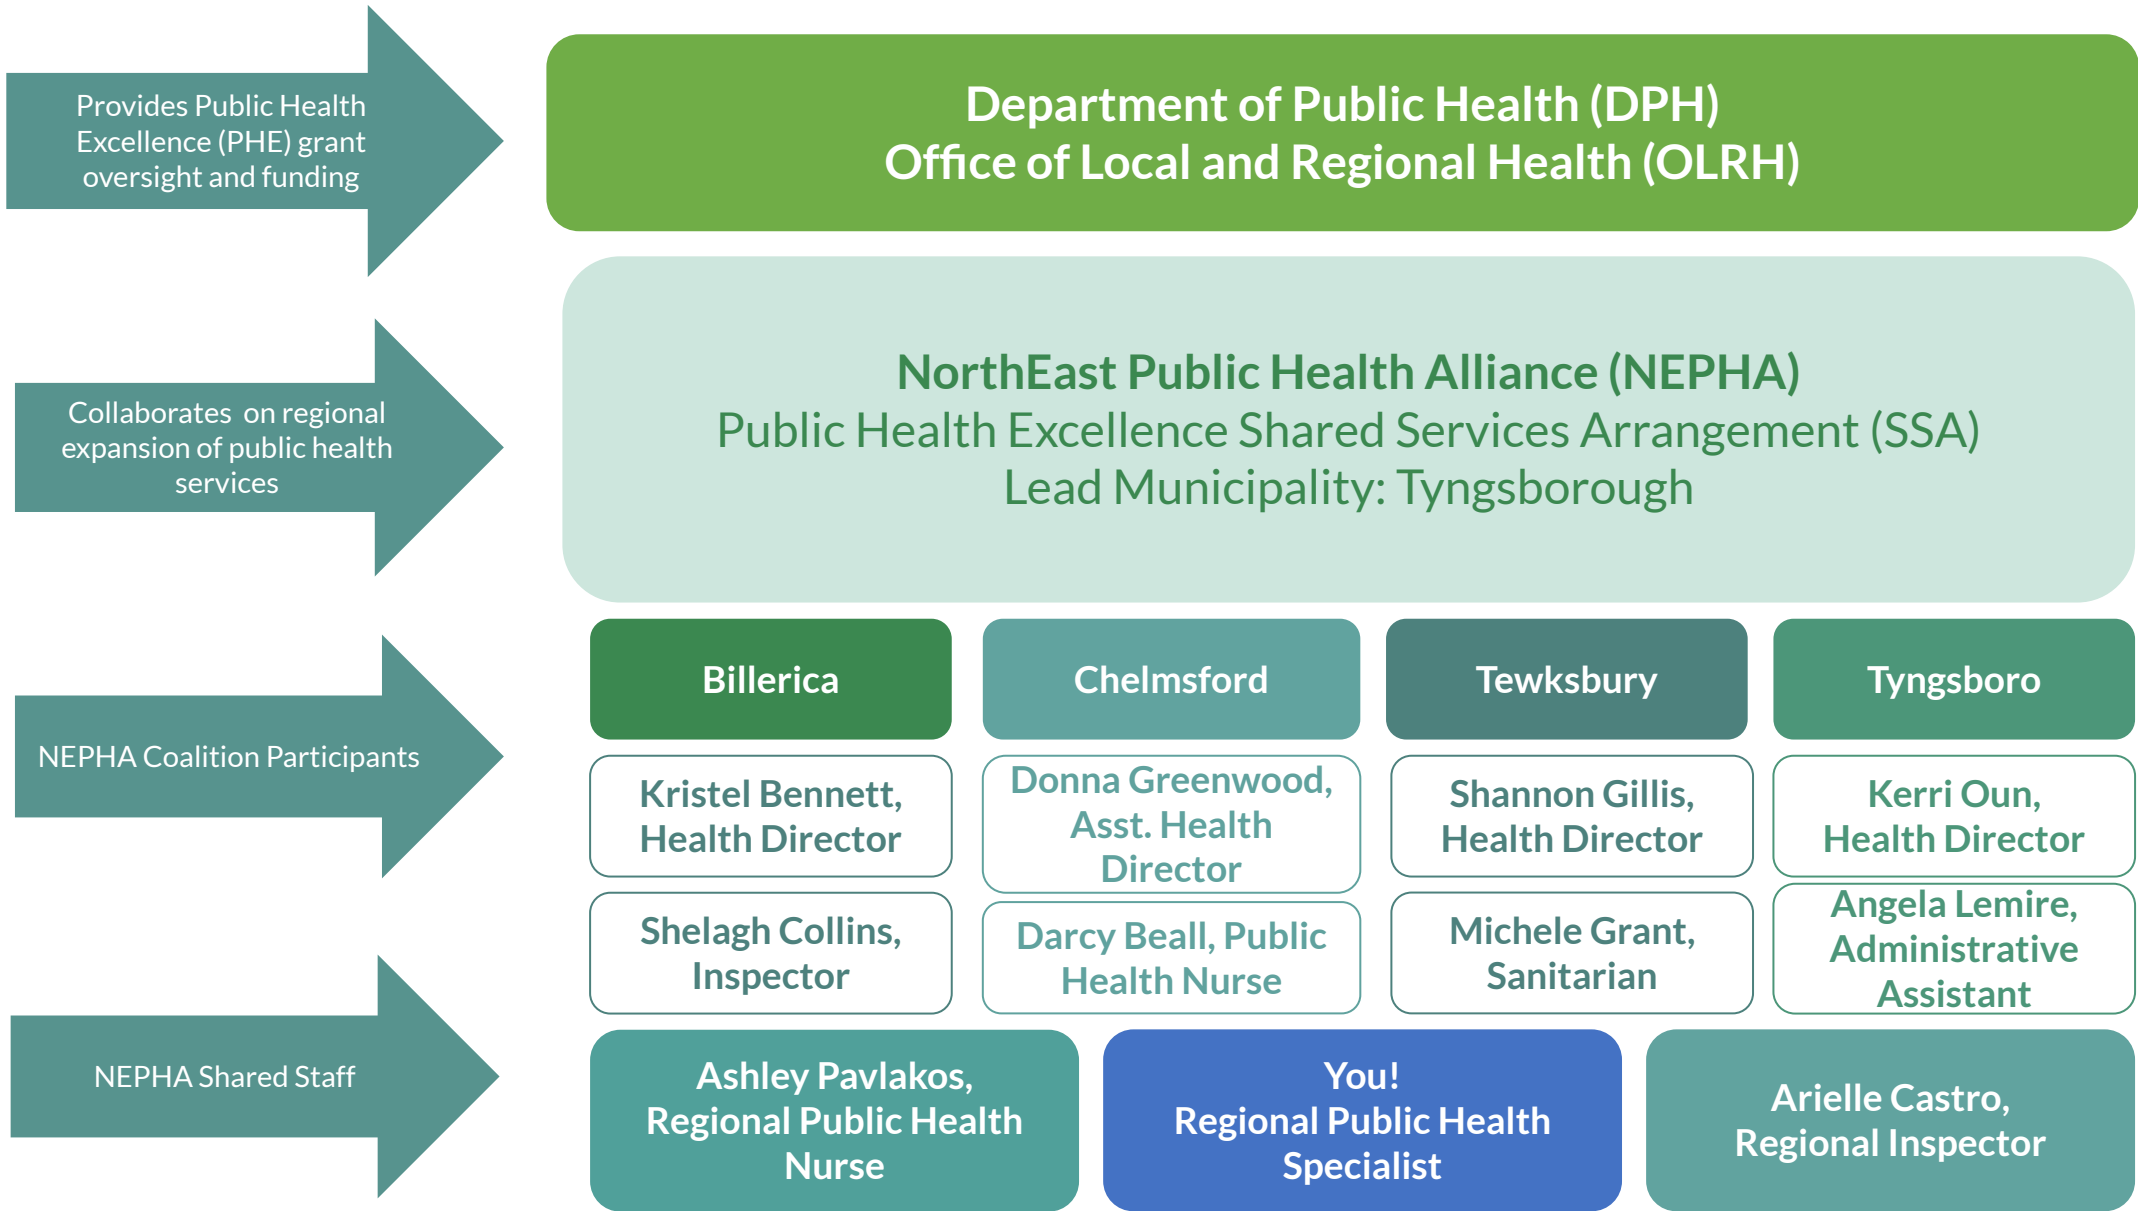 Provides Public Health
Excellence (PHE) grant
oversight and funding
Department of Public Health (DPH)
Office of Local and Regional Health (OLRH)
Collaborates on regional
expansion of public health
services
NorthEast Public Health Alliance (NEPHA)
Public Health Excellence Shared Services Arrangement (SSA)
Lead Municipality: Tyngsborough
NEPHA Coalition Participants
Billerica
Chelmsford
Tewksbury
Tyngsboro
Kristel Bennett,
Health Director
Donna Greenwood,
Asst. Health
Director
Shannon Gillis,
Health Director
Kerri Oun,
Health Director
Shelagh Collins,
Inspector
Darcy Beall, Public
Health Nurse
Michele Grant,
Sanitarian
Angela Lemire,
Administrative
Assistant
NEPHA Shared Staff
Ashley Pavlakos,
Regional Public Health
Nurse
You!
Regional Public Health
Specialist
Arielle Castro,
Regional Inspector